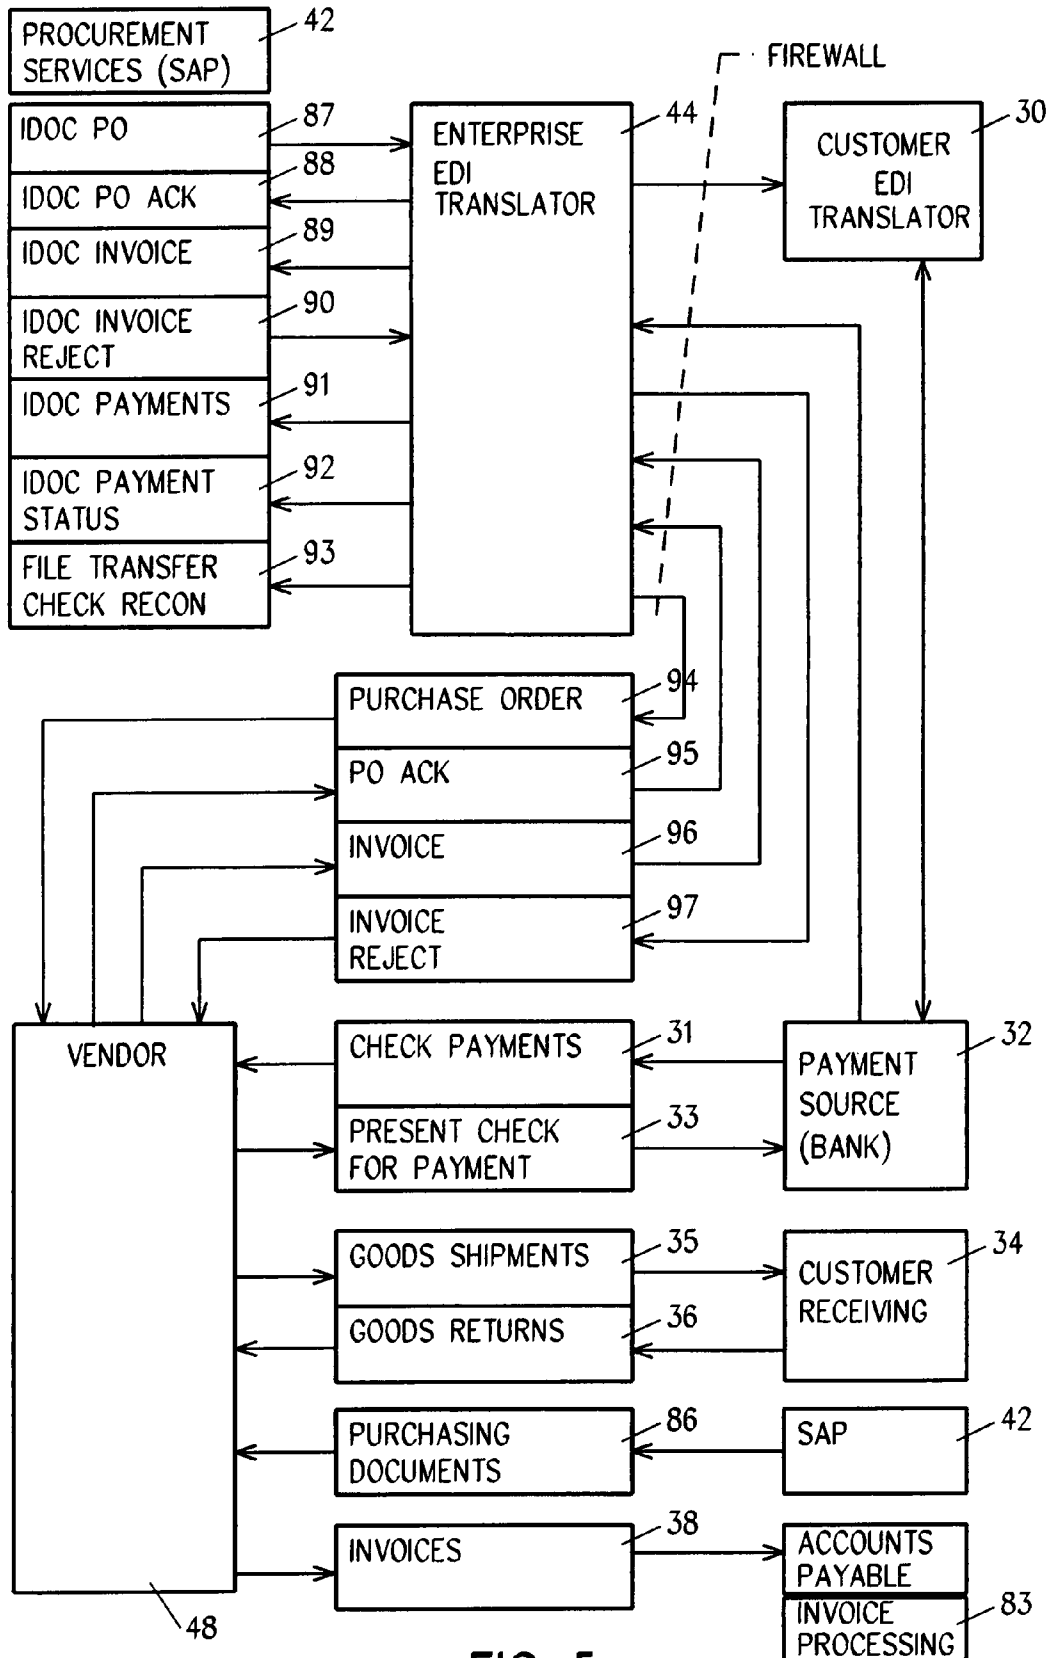 PROCUREMENT
SERVICES (SAP)
42
FIREWALL
IDOC PO
87
IDOC PO ACK
88
IDOC INVOICE
89
IDOC INVOICE
REJECT
90
IDOC PAYMENTS
91
IDOC PAYMENT
STATUS
92
FILE TRANSFER
CHECK RECON
93
ENTERPRISE
EDI
TRANSLATOR
44
CUSTOMER
EDI
TRANSLATOR
30
PURCHASE ORDER
94
PO ACK
95
INVOICE
96
INVOICE
REJECT
97
VENDOR
48
CHECK PAYMENTS
31
PRESENT CHECK
FOR PAYMENT
33
PAYMENT
SOURCE
(BANK)
32
GOODS SHIPMENTS
35
GOODS RETURNS
36
CUSTOMER
RECEIVING
34
PURCHASING
DOCUMENTS
86
SAP
42
INVOICES
38
ACCOUNTS
PAYABLE
INVOICE
PROCESSING
83